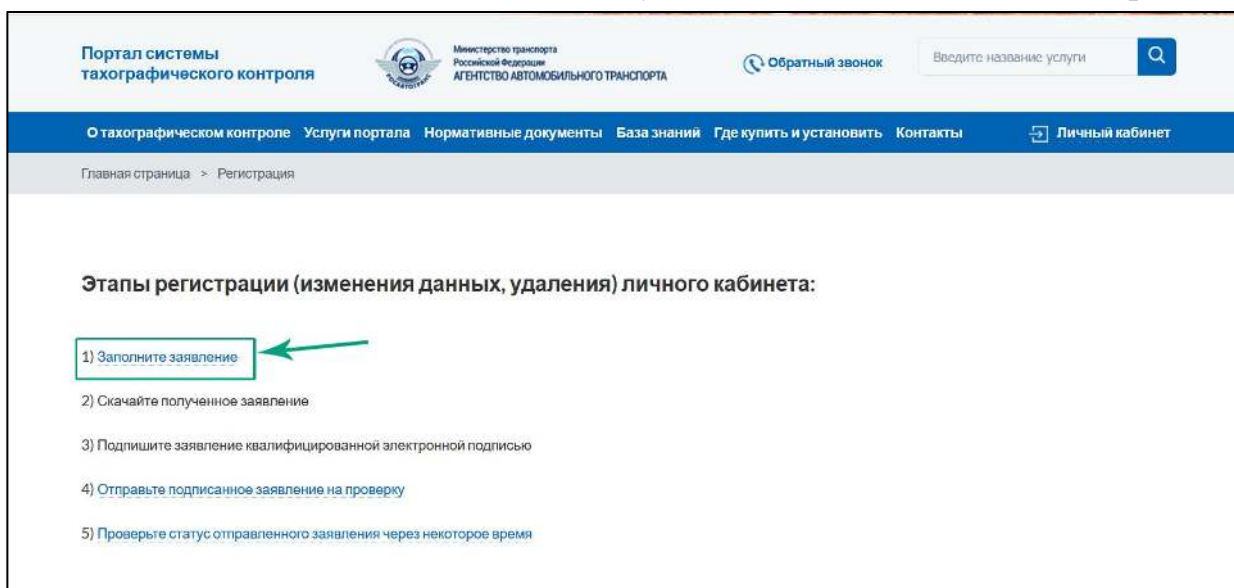 Портал системы
тахографического контроля
Министерство транспорта
Российской Федерации
АГЕНТСТВО АВТОМОБИЛЬНОГО ТРАНСПОРТА
РОСАВТОТРАНС
Обратный звонок
Введите название услуги
О тахографическом контроле Услуги портала Нормативные документы База знаний Где купить и установить Контакты Личный кабинет
Главная страница > Регистрация
Этапы регистрации (изменения данных, удаления) личного кабинета:
1) Заполните заявление
2) Скачайте полученное заявление
3) Подпишите заявление квалифицированной электронной подписью
4) Отправьте подписанное заявление на проверку
5) Проверьте статус отправленного заявления через некоторое время